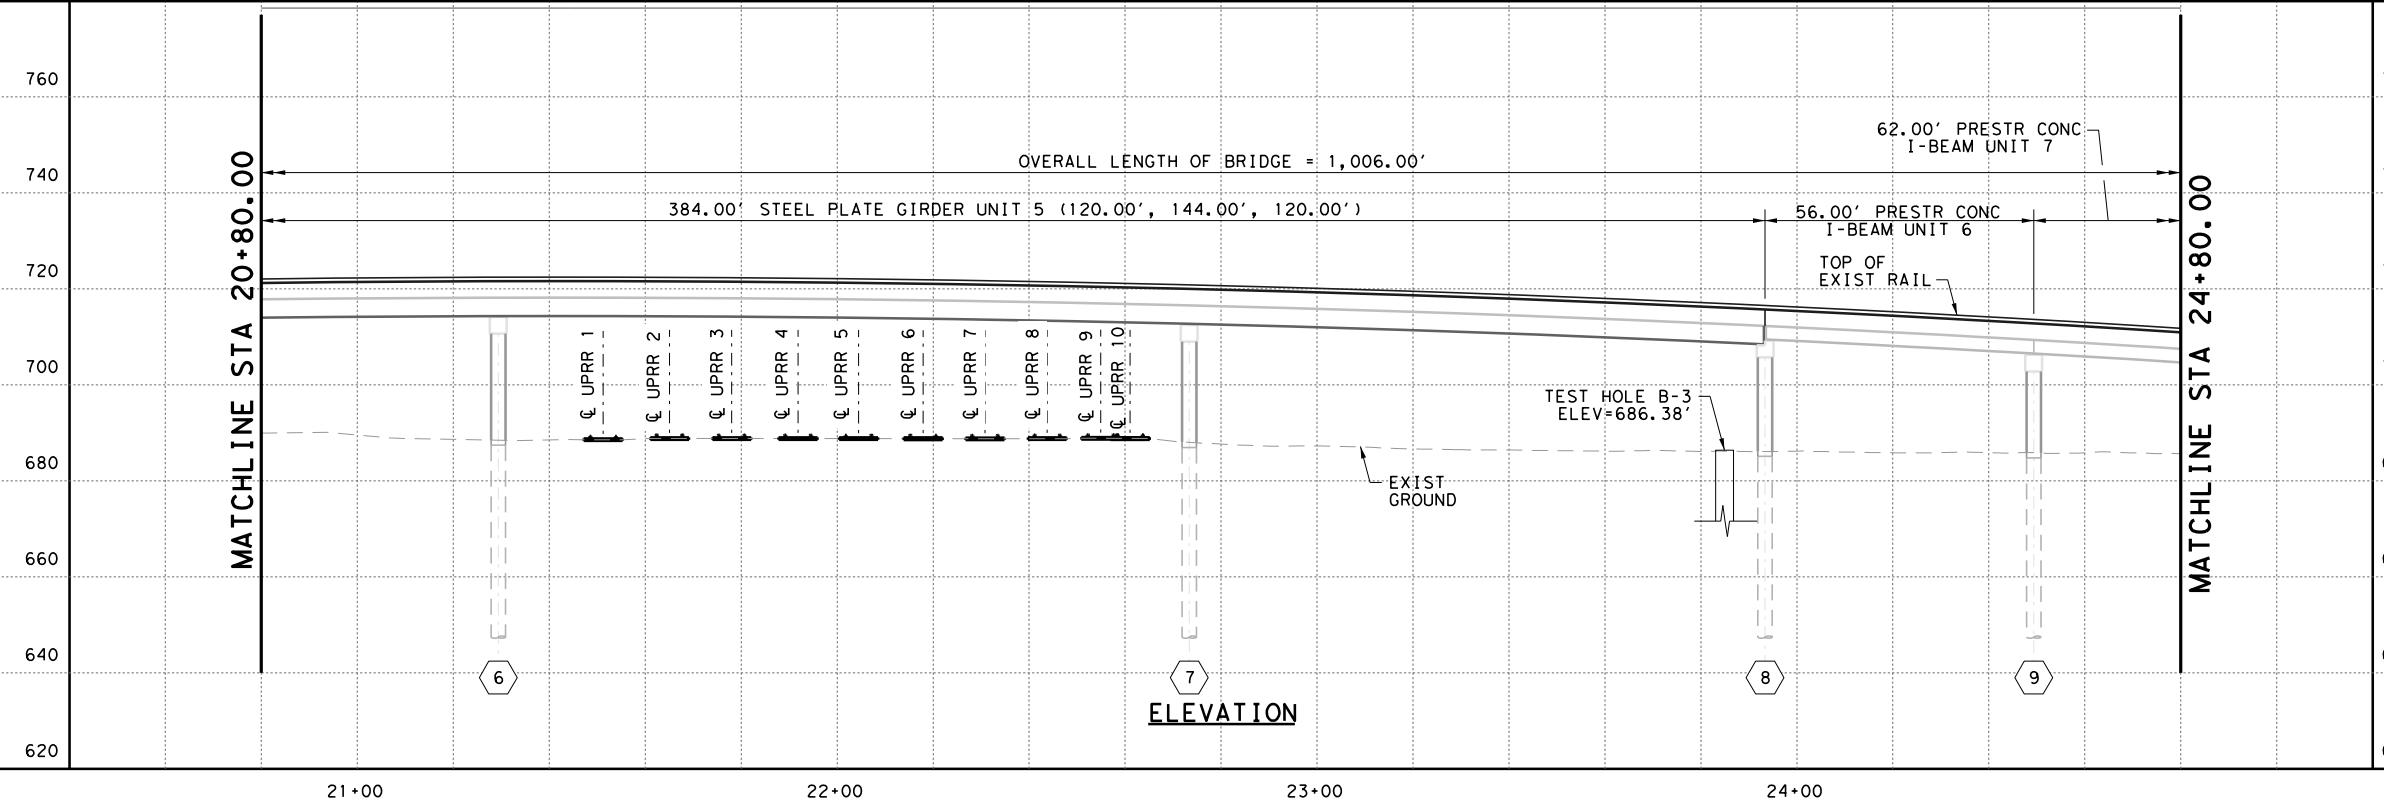 760
740
720
700
680
660
640
620
MATCHLINE STA 20+80.00
OVERALL LENGTH OF BRIDGE = 1,006.00'
384.00' STEEL PLATE GIRDER UNIT 5 (120.00', 144.00', 120.00')
62.00' PRESTR CONC
I-BEAM UNIT 7
56.00' PRESTR CONC
I-BEAM UNIT 6
TOP OF
EXIST RAIL
℄ UPRR 1
℄ UPRR 2
℄ UPRR 3
℄ UPRR 4
℄ UPRR 5
℄ UPRR 6
℄ UPRR 7
℄ UPRR 8
℄ UPRR 9
℄ UPRR 10
TEST HOLE B-3
ELEV=686.38'
EXIST
GROUND
MATCHLINE STA 24+80.00
6
7
8
9
ELEVATION
21+00
22+00
23+00
24+00